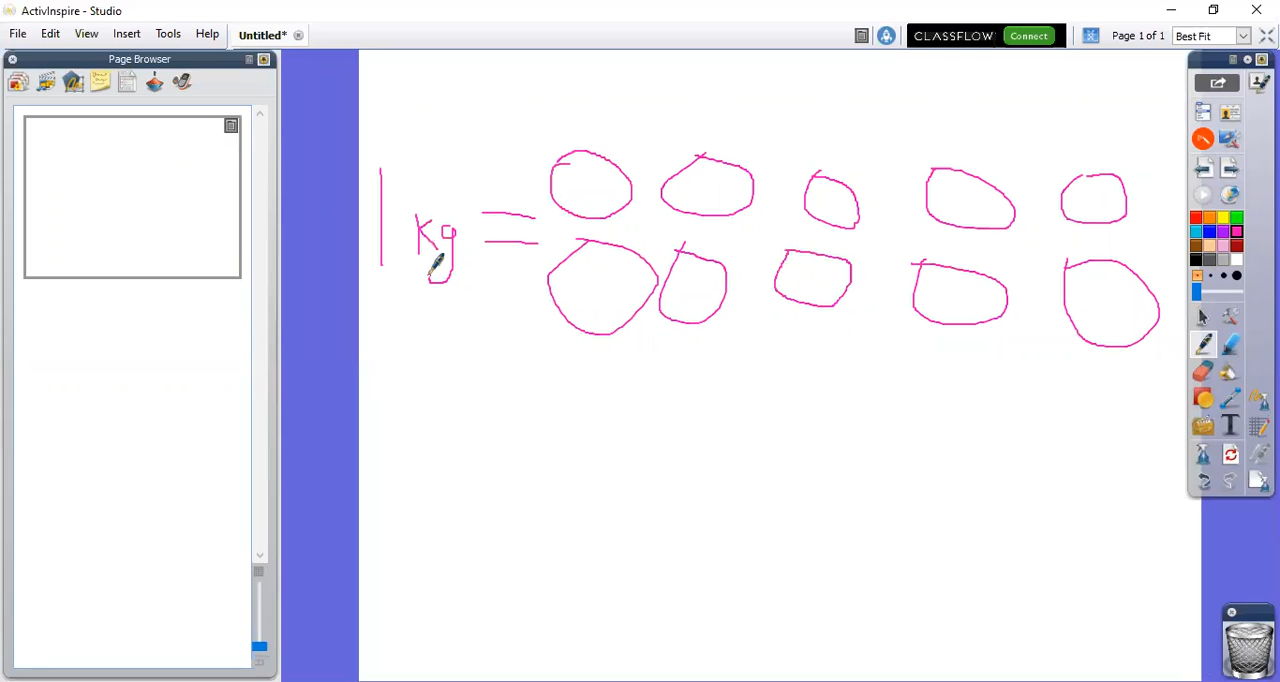 ActivInspire - Studio
File Edit View Insert Tools Help Untitled*
CLASSFLOW Connect Page 1 of 1 Best Fit
Page Browser
1 Kg =
T